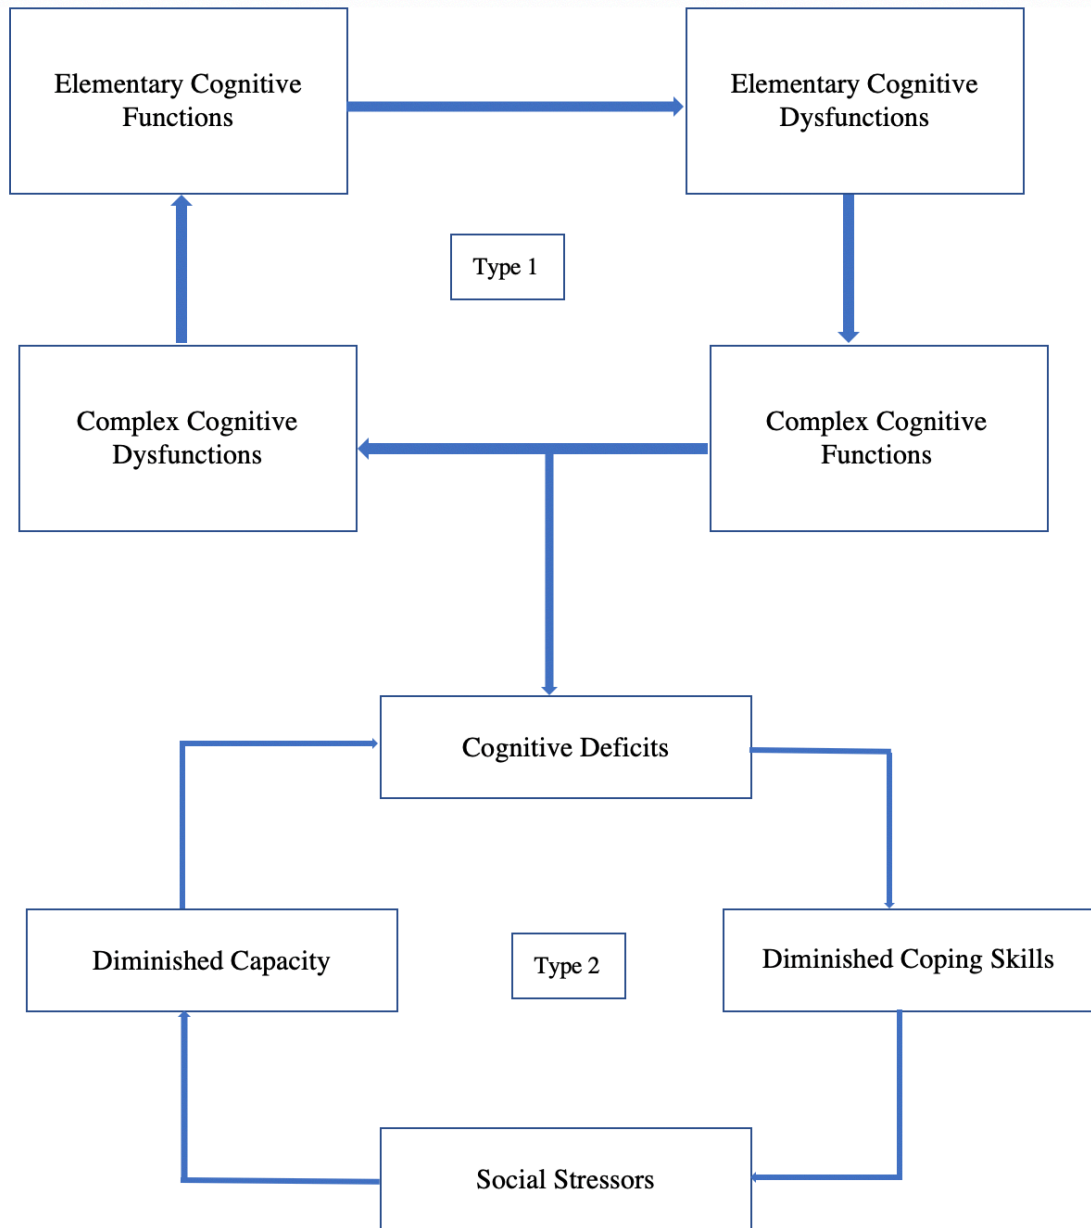 Elementary Cognitive
Functions
Elementary Cognitive
Dysfunctions
Type 1
Complex Cognitive
Dysfunctions
Complex Cognitive
Functions
Cognitive Deficits
Diminished Capacity
Type 2
Diminished Coping Skills
Social Stressors